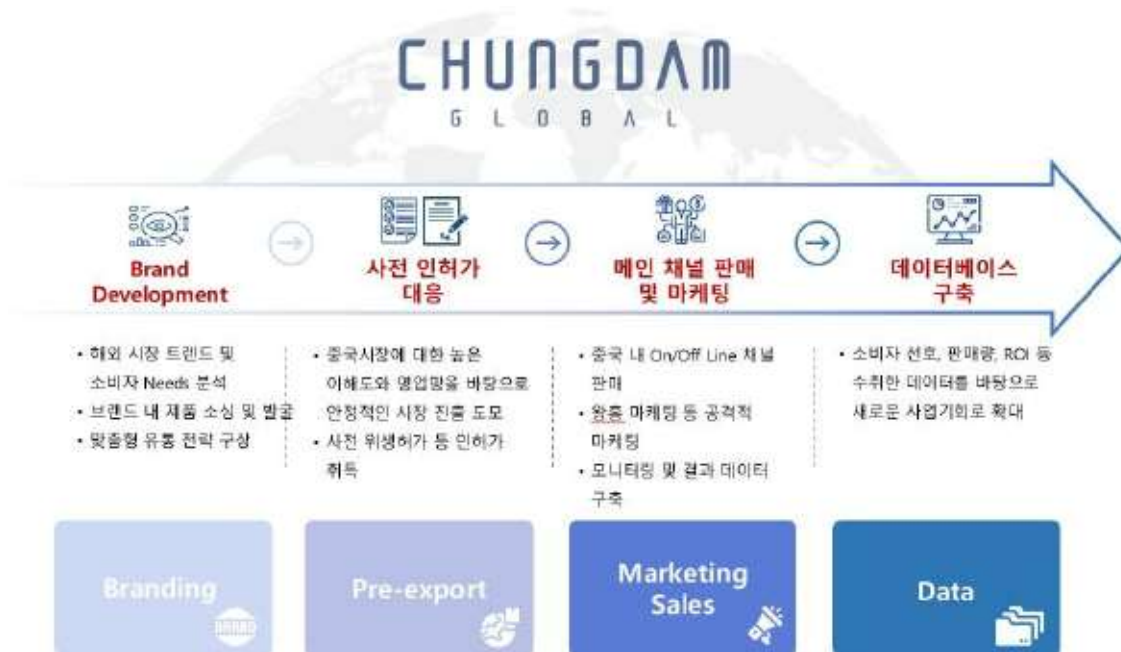 CHUNGDAM
GLOBAL
Brand
Development
사전 인허가
대응
메인 채널 판매
및 마케팅
데이터베이스
구축
• 해외 시장 트렌드 및
소비자 Needs 분석
• 브랜드 내 제품 소싱 및 발굴
• 맞춤형 유통 전략 구상
• 중국시장에 대한 높은
이해도와 영업망을 바탕으로
안정적인 시장 진출 도모
• 사전 위생허가 등 인허가
취득
• 중국 내 On/Off Line 채널
판매
• 왕홍 마케팅 등 공격적
마케팅
• 모니터링 및 결과 데이터
구축
• 소비자 선호, 판매량, ROI 등
수취한 데이터를 바탕으로
새로운 사업기회로 확대
Branding
BRAND
Pre-export
Marketing
Sales
Data